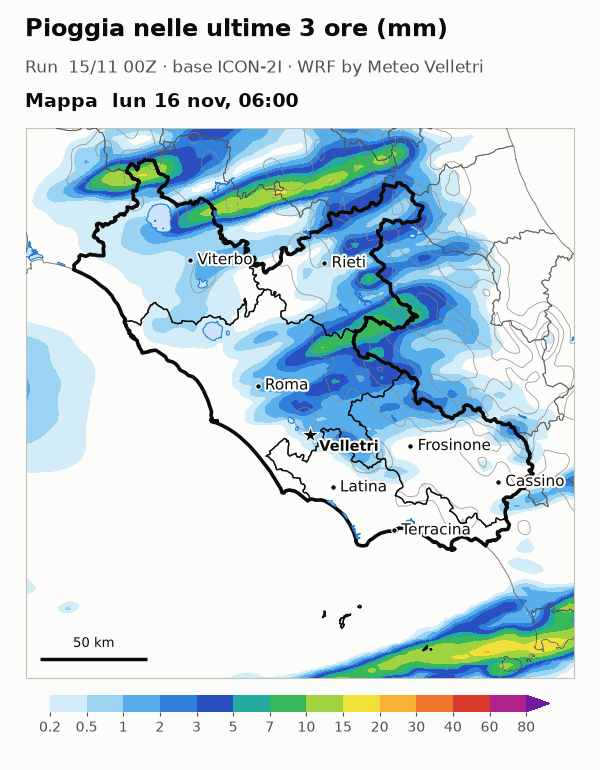 Pioggia nelle ultime 3 ore (mm)
Run  15/11 00Z · base ICON-2I · WRF by Meteo Velletri
Mappa  lun 16 nov, 06:00
Viterbo
Rieti
Roma
Velletri
Frosinone
Latina
Cassino
Terracina
50 km
0.2 0.5 1 2 3 5 7 10 15 20 30 40 60 80